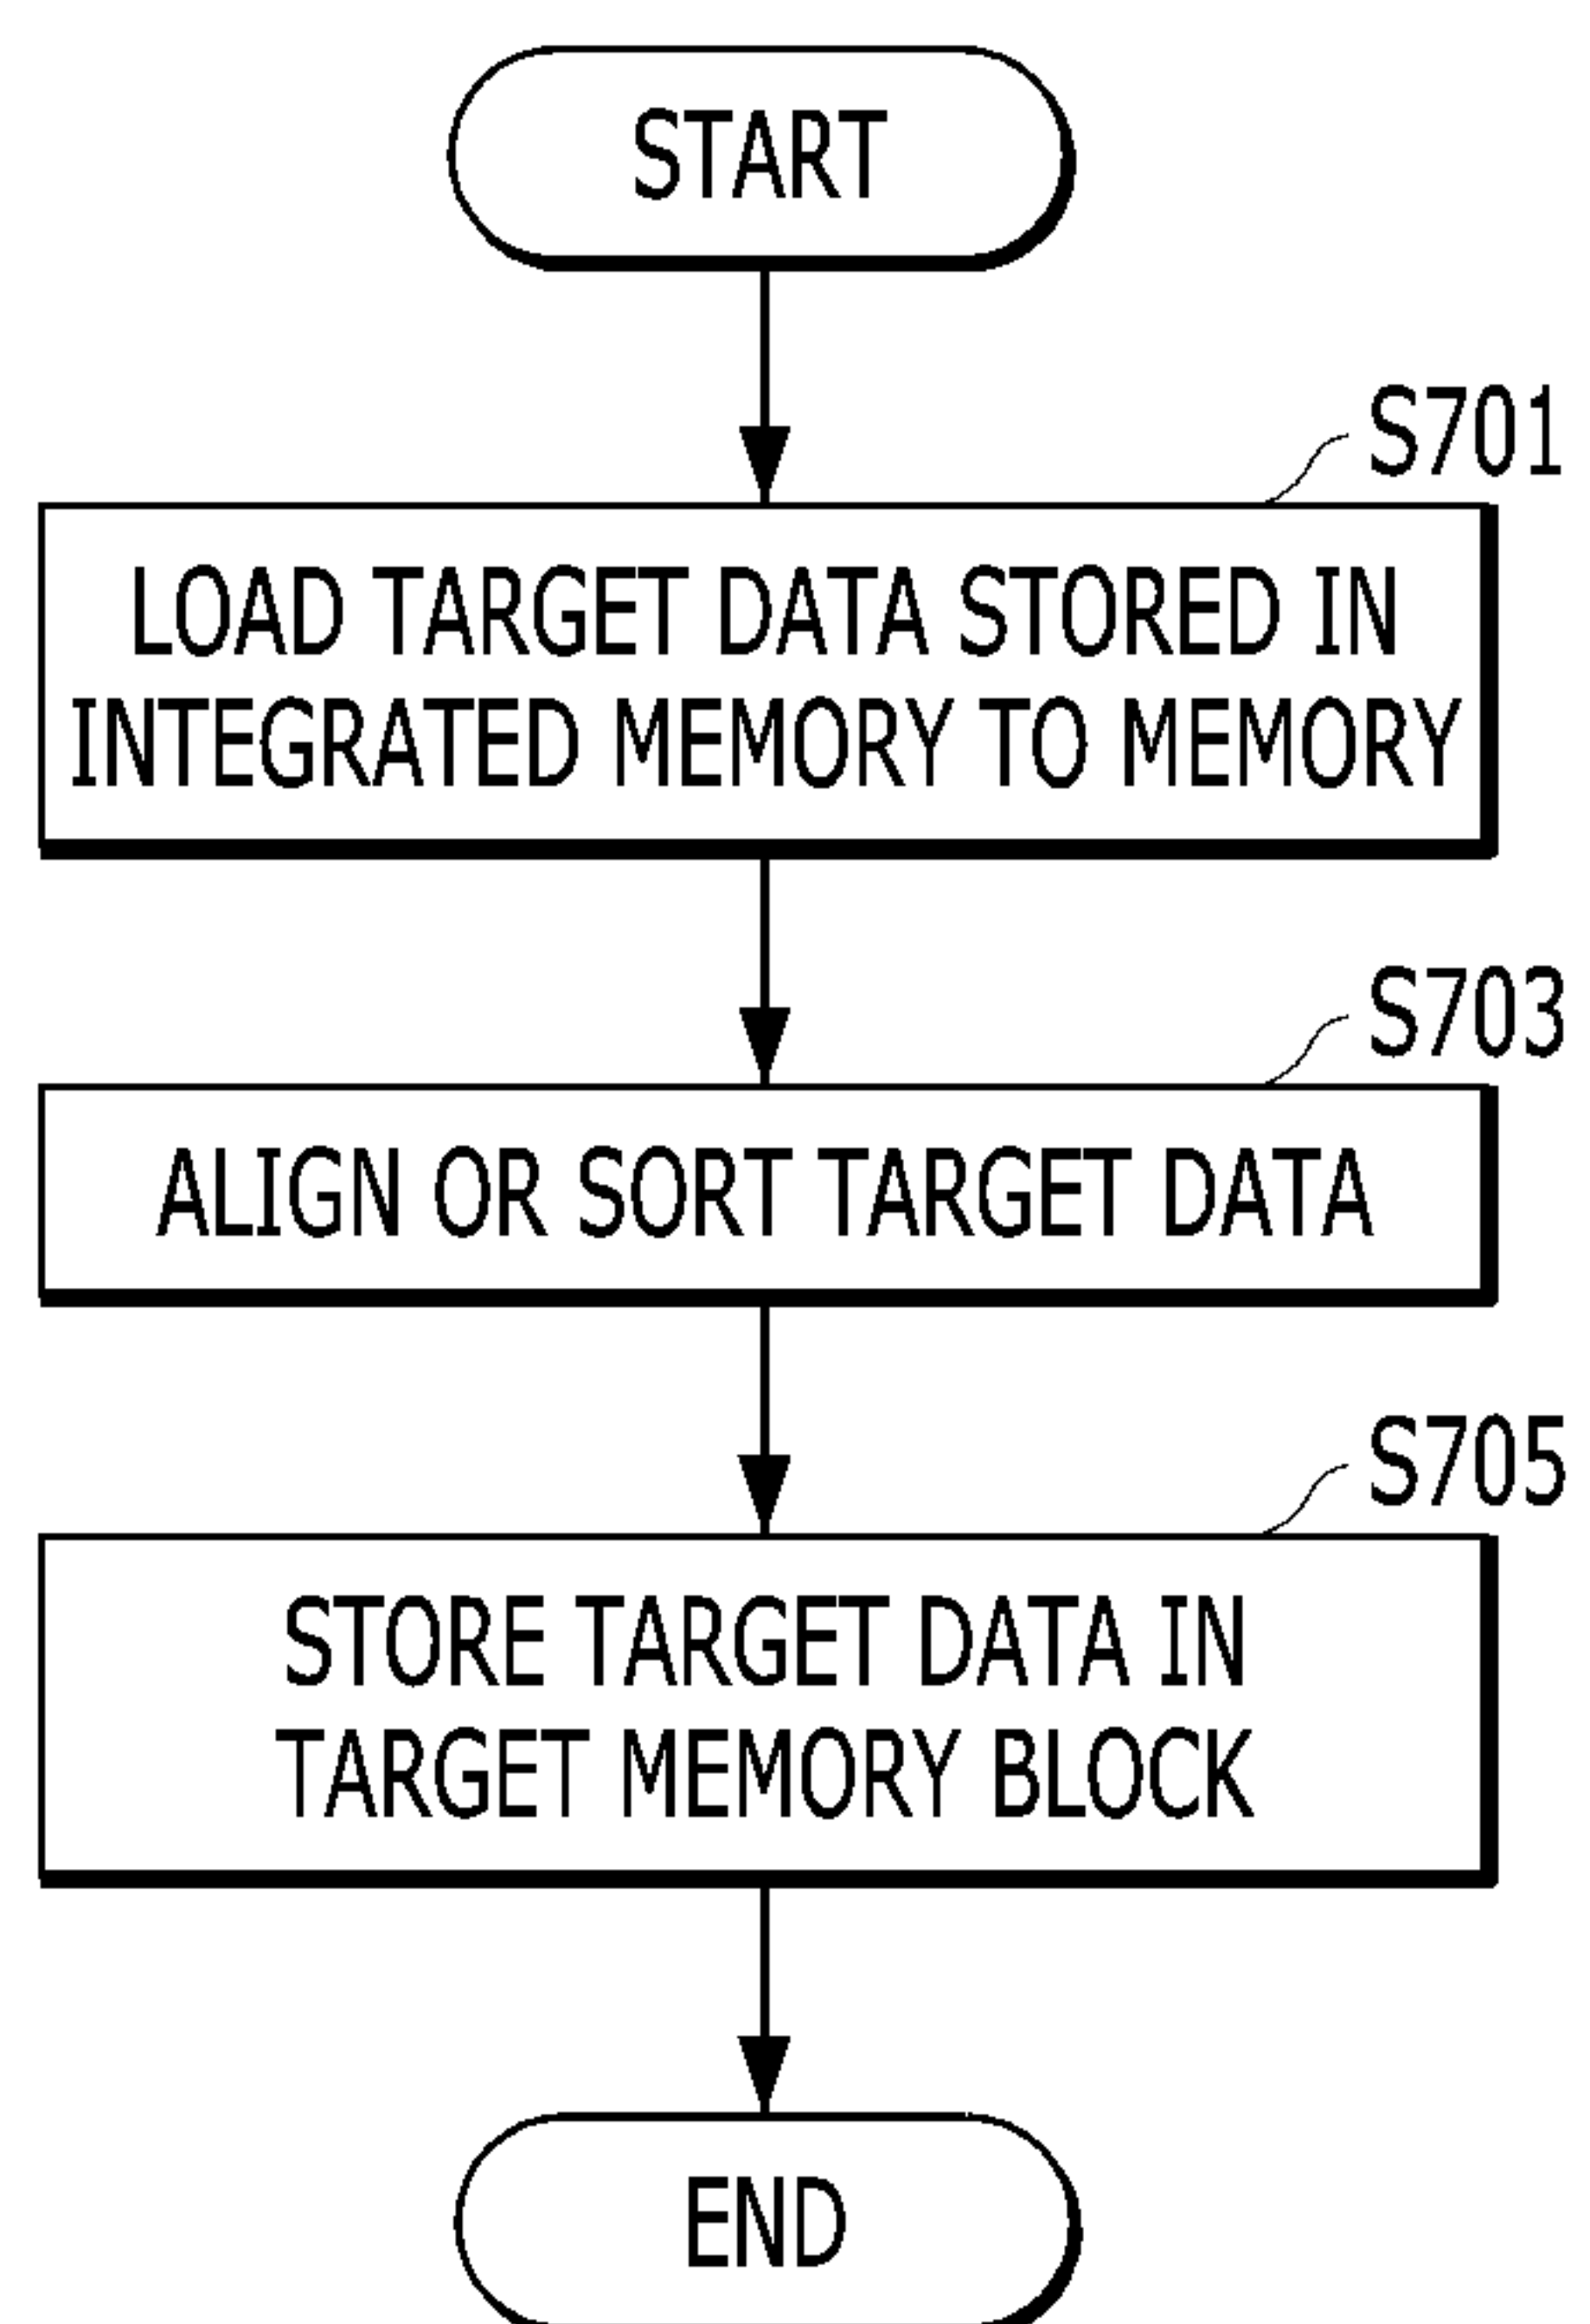 START
S701
LOAD TARGET DATA STORED IN
INTEGRATED MEMORY TO MEMORY
S703
ALIGN OR SORT TARGET DATA
S705
STORE TARGET DATA IN
TARGET MEMORY BLOCK
END